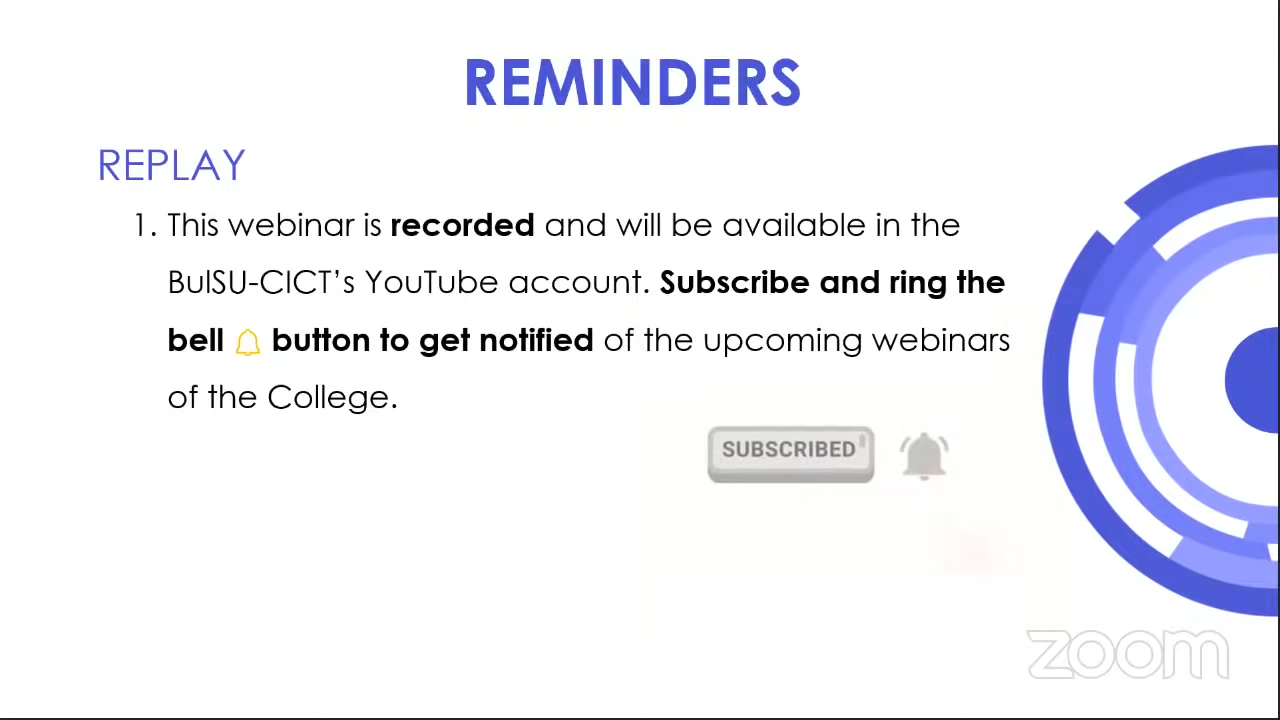 REMINDERS
REPLAY
1. This webinar is recorded and will be available in the
BulSU-CICT's YouTube account. Subscribe and ring the
bell button to get notified of the upcoming webinars
of the College.
SUBSCRIBED
zoom